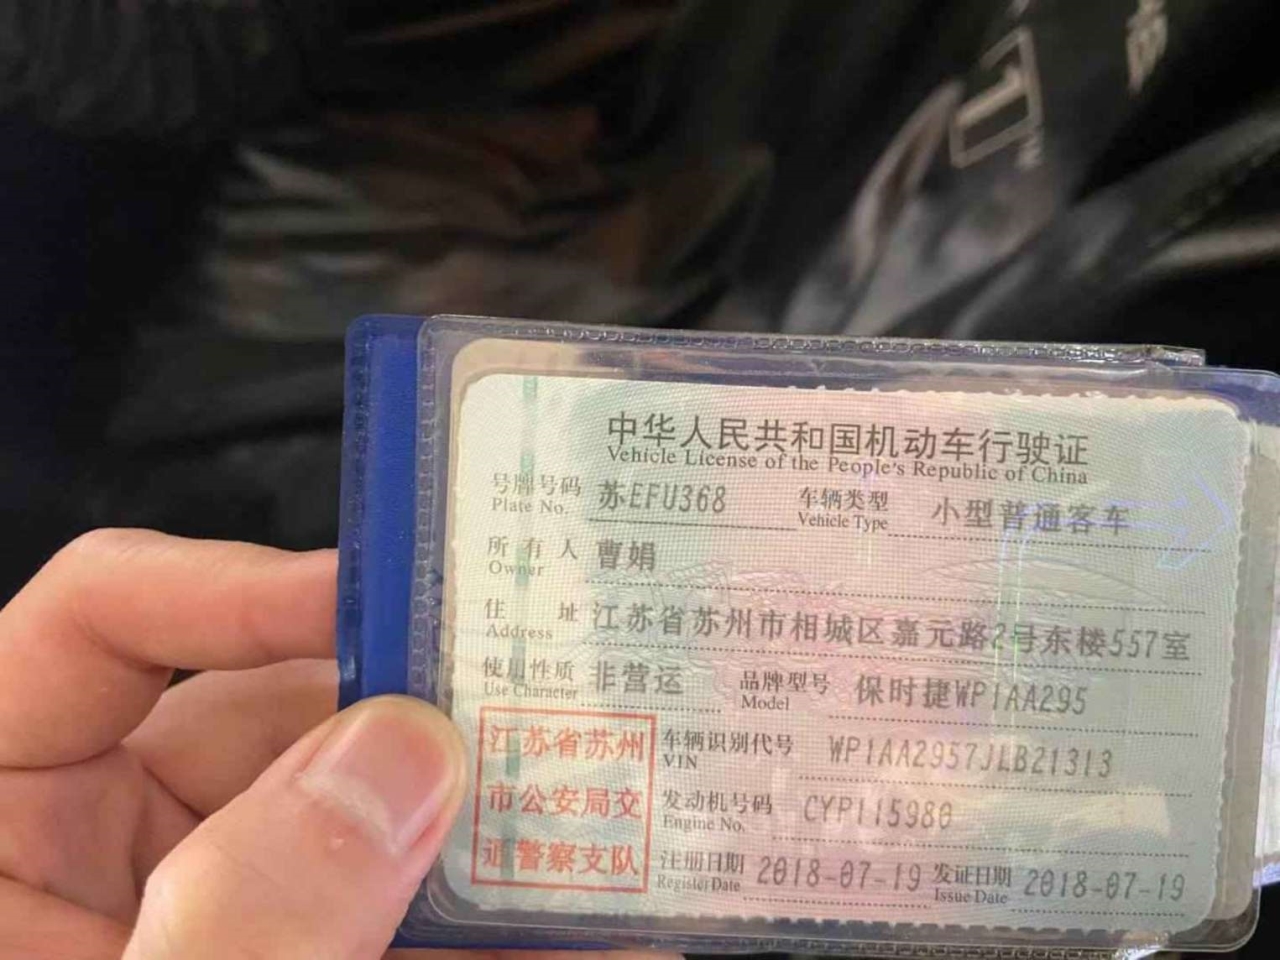 中华人民共和国机动车行驶证
Vehicle License of the People's Republic of China
号牌号码 苏EFU368 车辆类型 小型普通客车
Plate No. Vehicle Type
所有人 曹娟
Owner
住址 江苏省苏州市相城区嘉元路2号东楼557室
Address
使用性质 非营运 品牌型号 保时捷WP1AA295
Use Character Model
江苏省苏州
市公安局交
通警察支队
车辆识别代号 WP1AA2957JLB21313
VIN
发动机号码 CYP115980
Engine No.
注册日期 2018-07-19 发证日期 2018-07-19
Register Date Issue Date